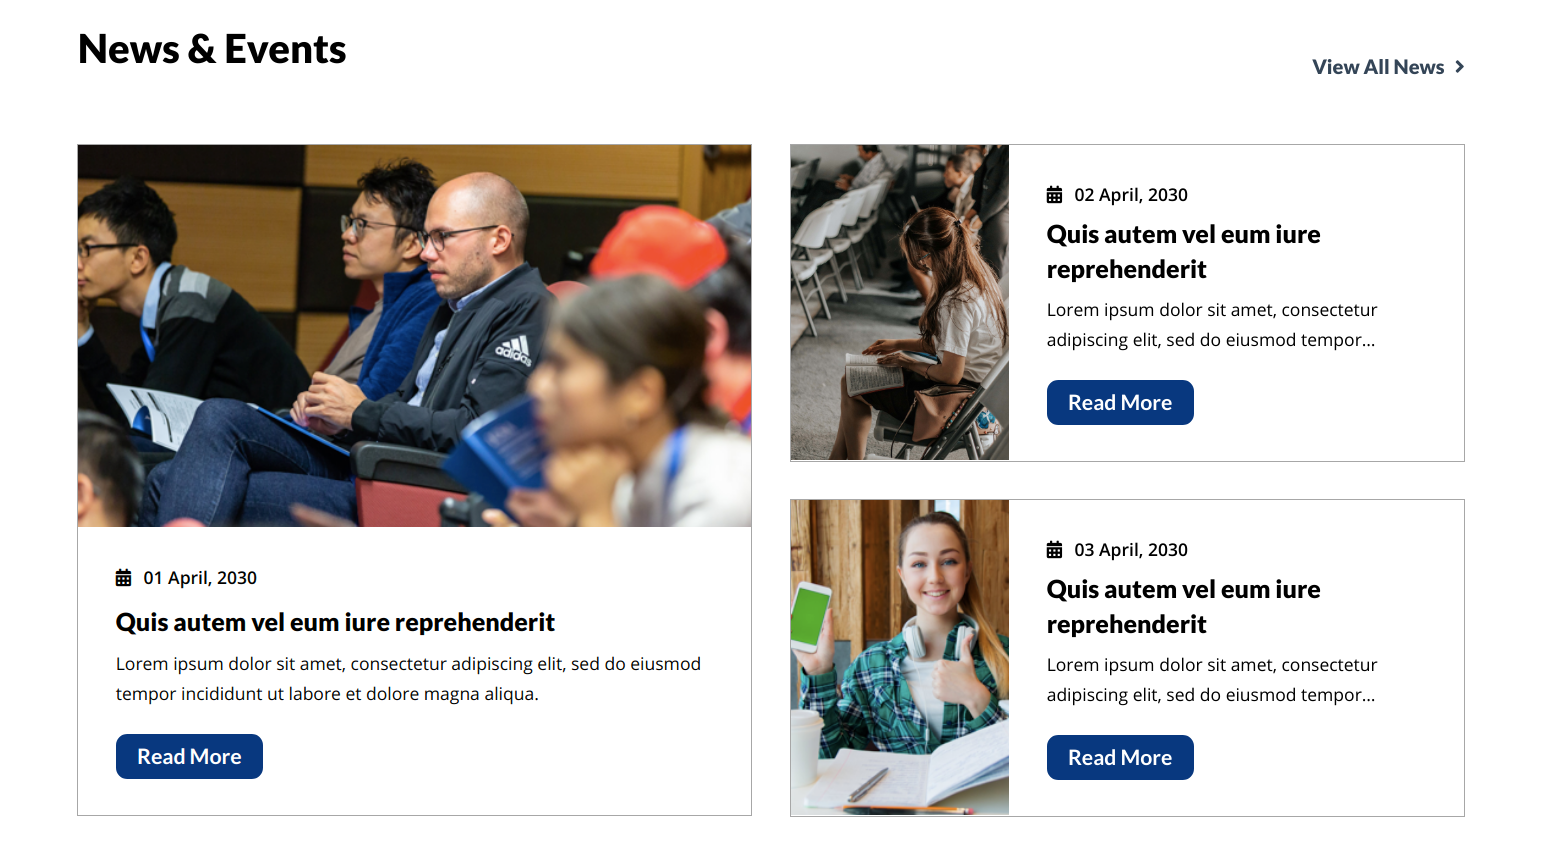 News & Events
View All News
adidas
01 April, 2030
Quis autem vel eum iure reprehenderit
Lorem ipsum dolor sit amet, consectetur adipiscing elit, sed do eiusmod
tempor incididunt ut labore et dolore magna aliqua.
Read More
02 April, 2030
Quis autem vel eum iure
reprehenderit
Lorem ipsum dolor sit amet, consectetur
adipiscing elit, sed do eiusmod tempor...
Read More
03 April, 2030
Quis autem vel eum iure
reprehenderit
Lorem ipsum dolor sit amet, consectetur
adipiscing elit, sed do eiusmod tempor...
Read More